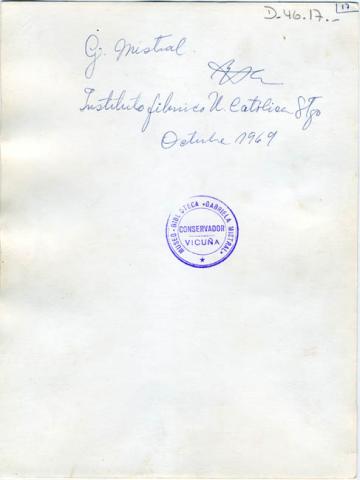 D.46.17.-
17
G. Mistral.
Instituto fílmico U. Católica Stgo
Octubre 1969
MUSEO-BIBLIOTECA "GABRIELA MISTRAL"
CONSERVADOR
VICUÑA